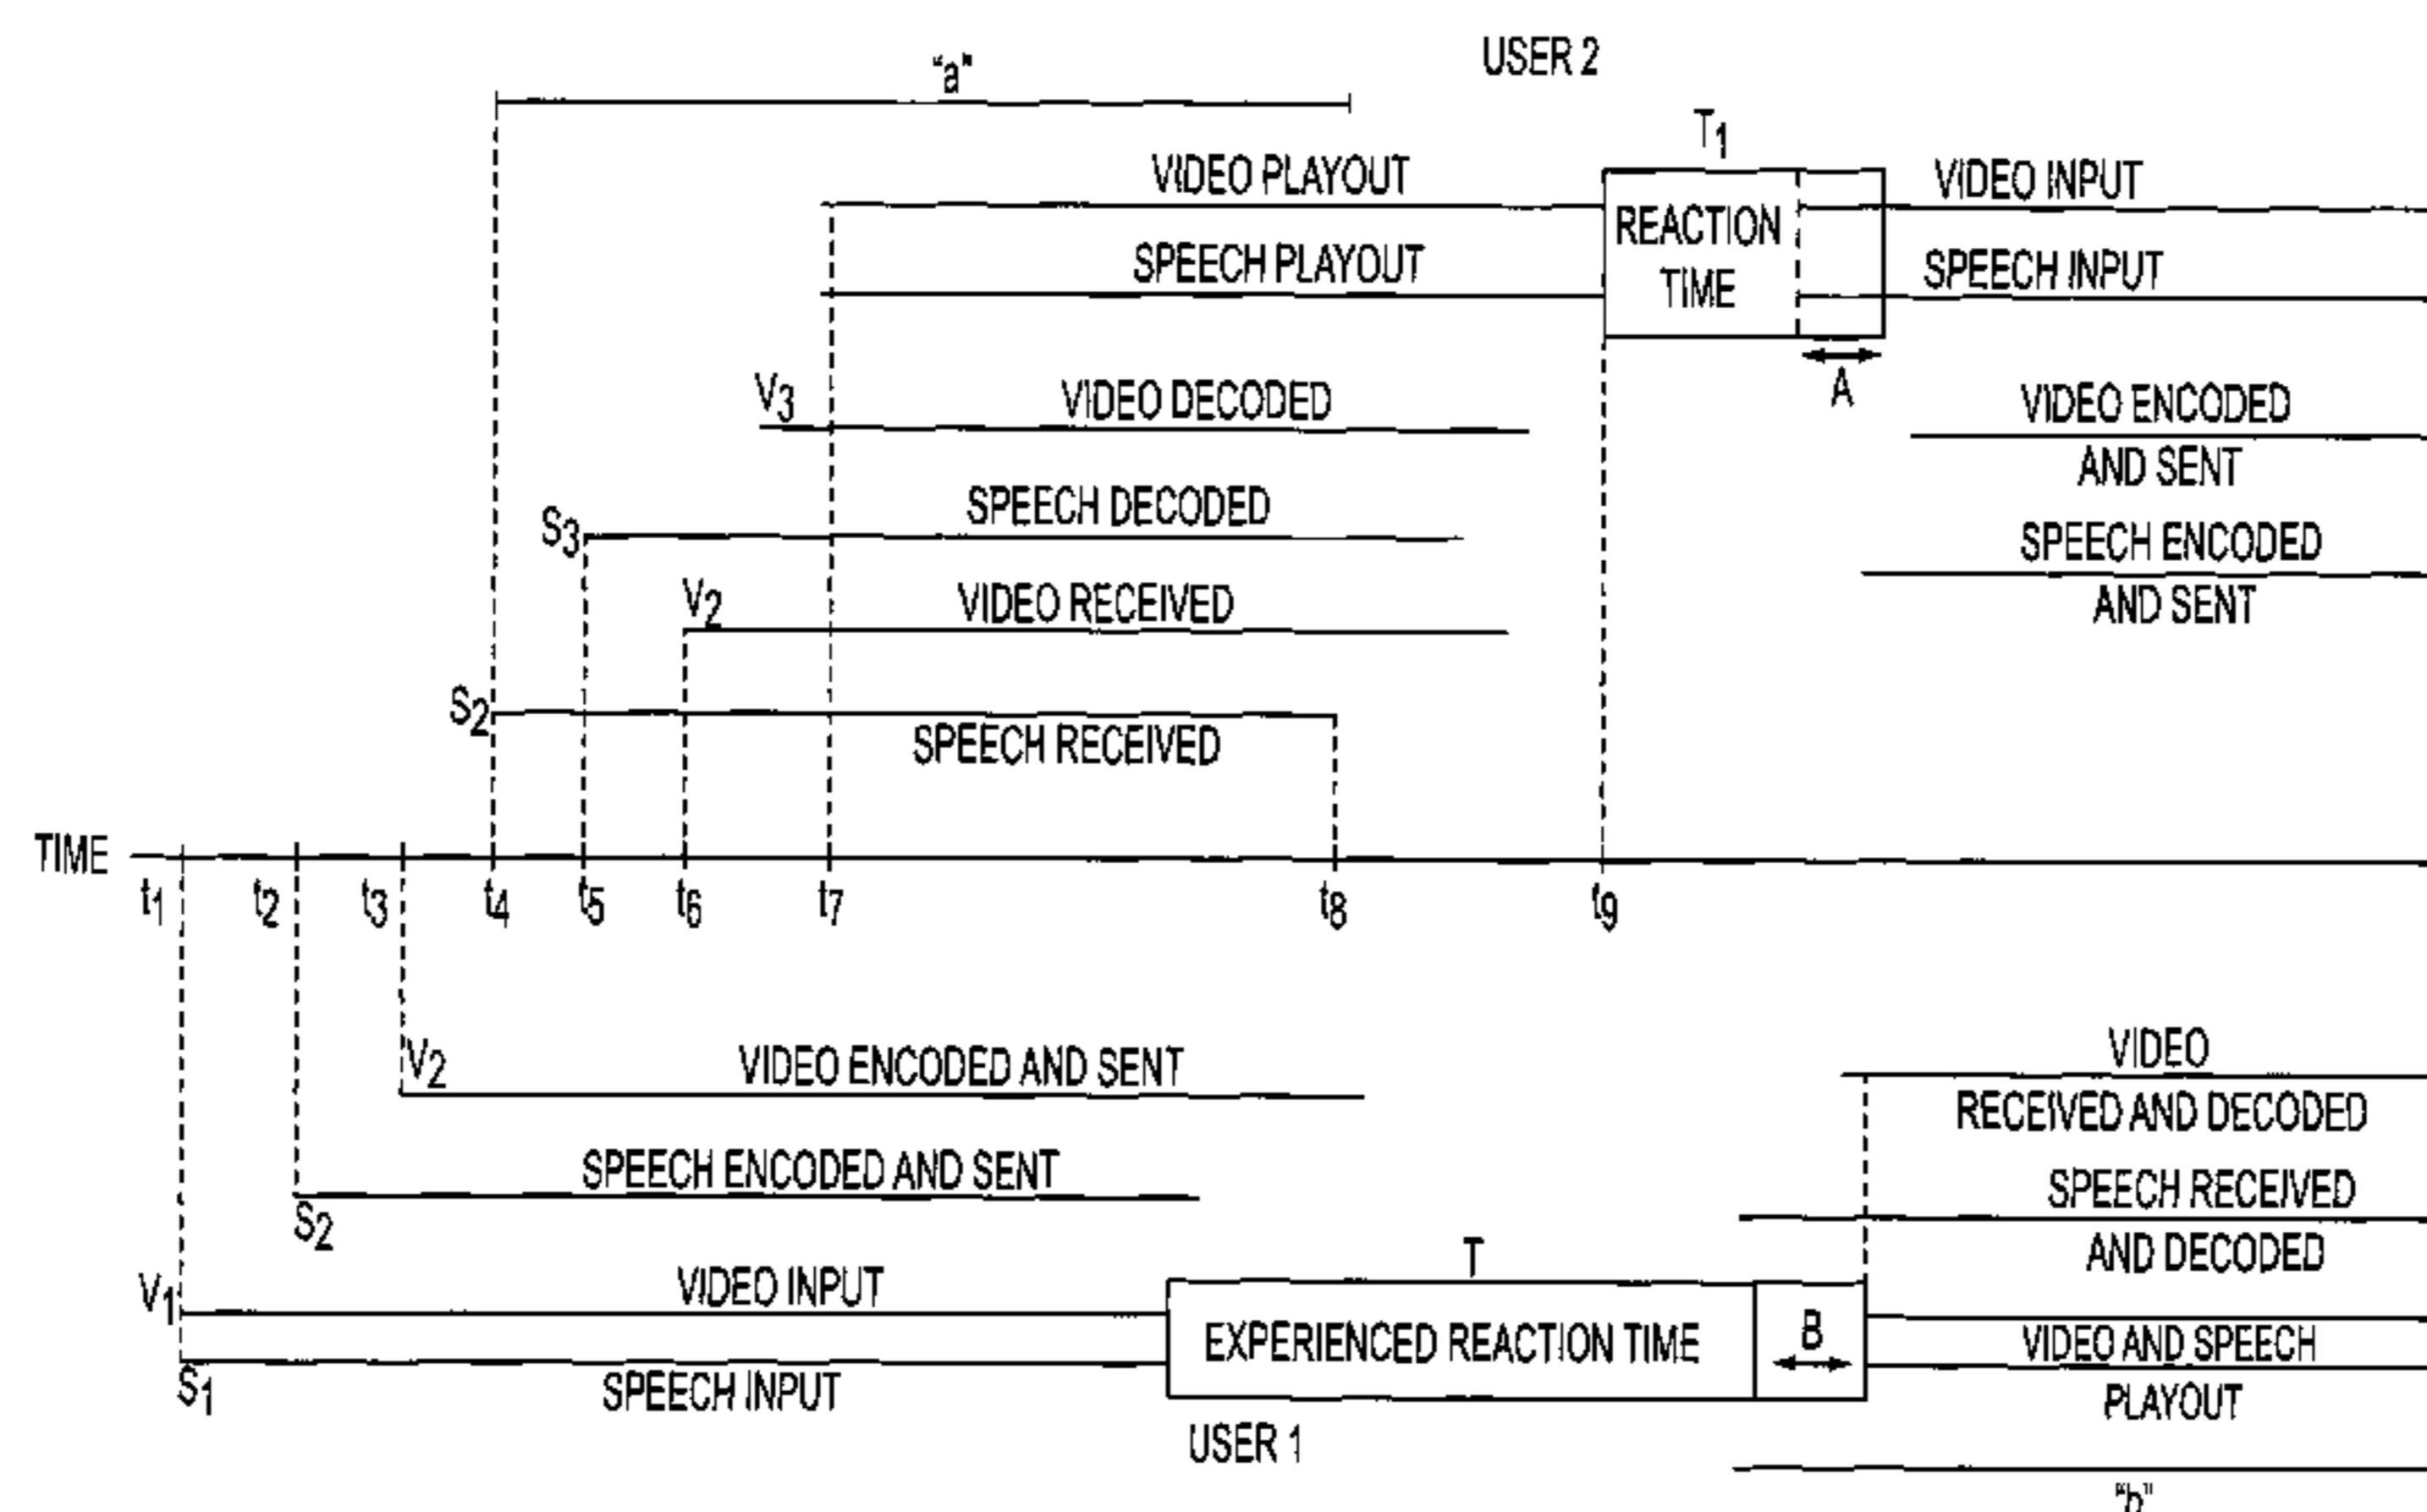 "a"
USER 2
T1
VIDEO PLAYOUT
VIDEO INPUT
REACTION
TIME
SPEECH PLAYOUT
SPEECH INPUT
A
V3
VIDEO DECODED
VIDEO ENCODED
AND SENT
S3
SPEECH DECODED
SPEECH ENCODED
AND SENT
V2
VIDEO RECEIVED
S2
SPEECH RECEIVED
TIME
t1 t2 t3 t4 t5 t6 t7 t8 t9
V2
VIDEO ENCODED AND SENT
VIDEO
RECEIVED AND DECODED
SPEECH ENCODED AND SENT
S2
SPEECH RECEIVED
AND DECODED
T
V1
VIDEO INPUT
EXPERIENCED REACTION TIME
B
VIDEO AND SPEECH
PLAYOUT
S1
SPEECH INPUT
USER 1
"b"